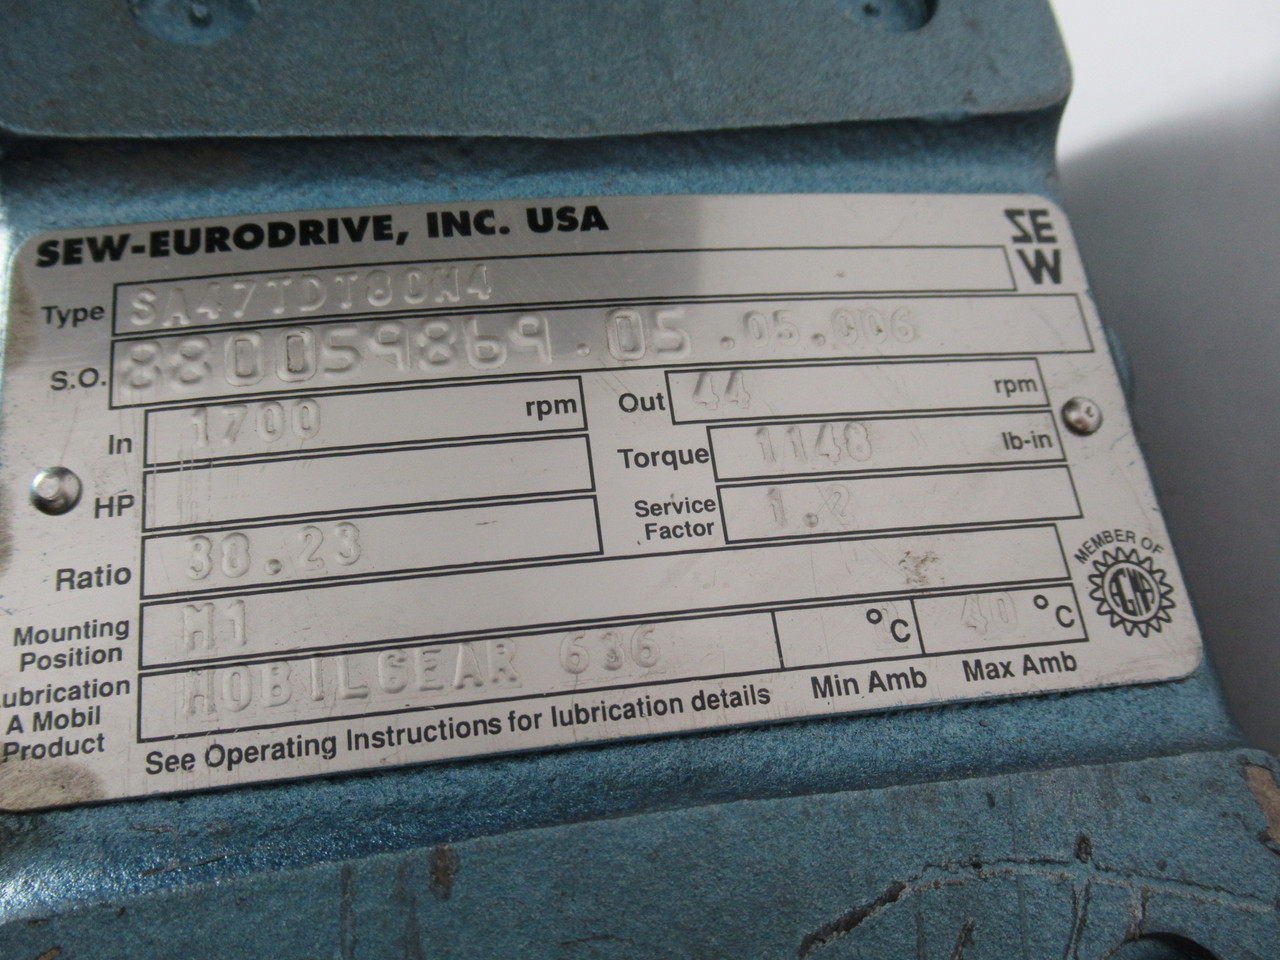 SEW-EURODRIVE, INC. USA
SEW
Type SA47TDT80N4
S.O. 880059869.05.05.006
In 1700 rpm Out 44 rpm
HP Torque 1148 lb-in
Ratio 38.23 Service Factor 1.2
Mounting Position M1
ubrication A Mobil Product MOBILGEAR 636 °C 40 °C
See Operating Instructions for lubrication details Min Amb Max Amb
MEMBER OF
AGMA